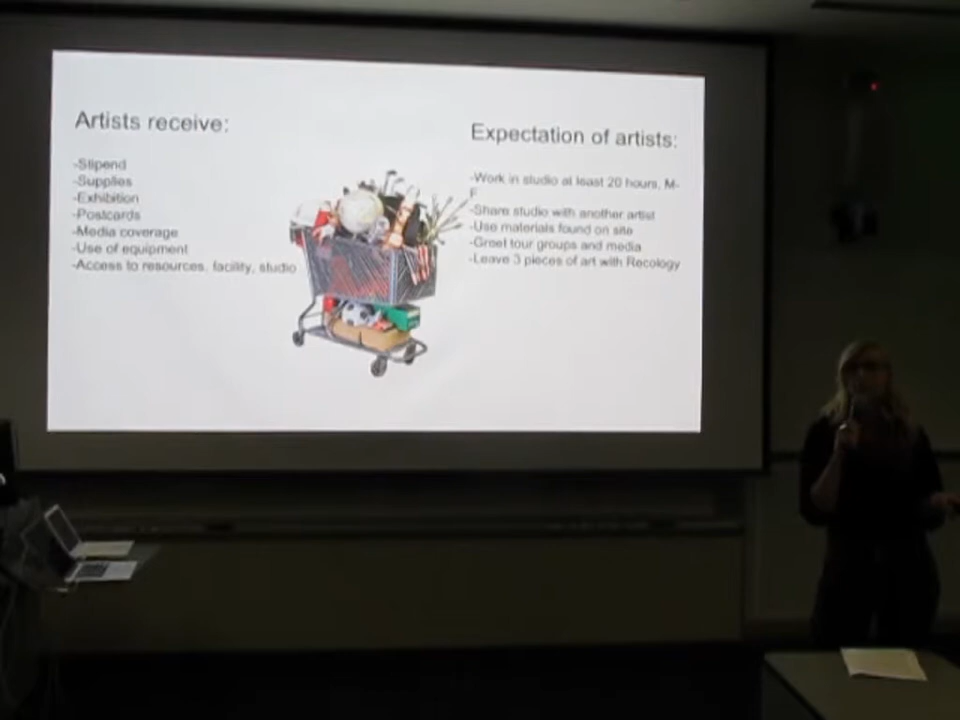 Artists receive:
-Stipend
-Supplies
-Exhibition
-Postcards
-Media coverage
-Use of equipment
-Access to resources, facility, studio
Expectation of artists:
-Work in studio at least 20 hours, M-
F
-Share studio with another artist
-Use materials found on site
-Greet tour groups and media
-Leave 3 pieces of art with Recology